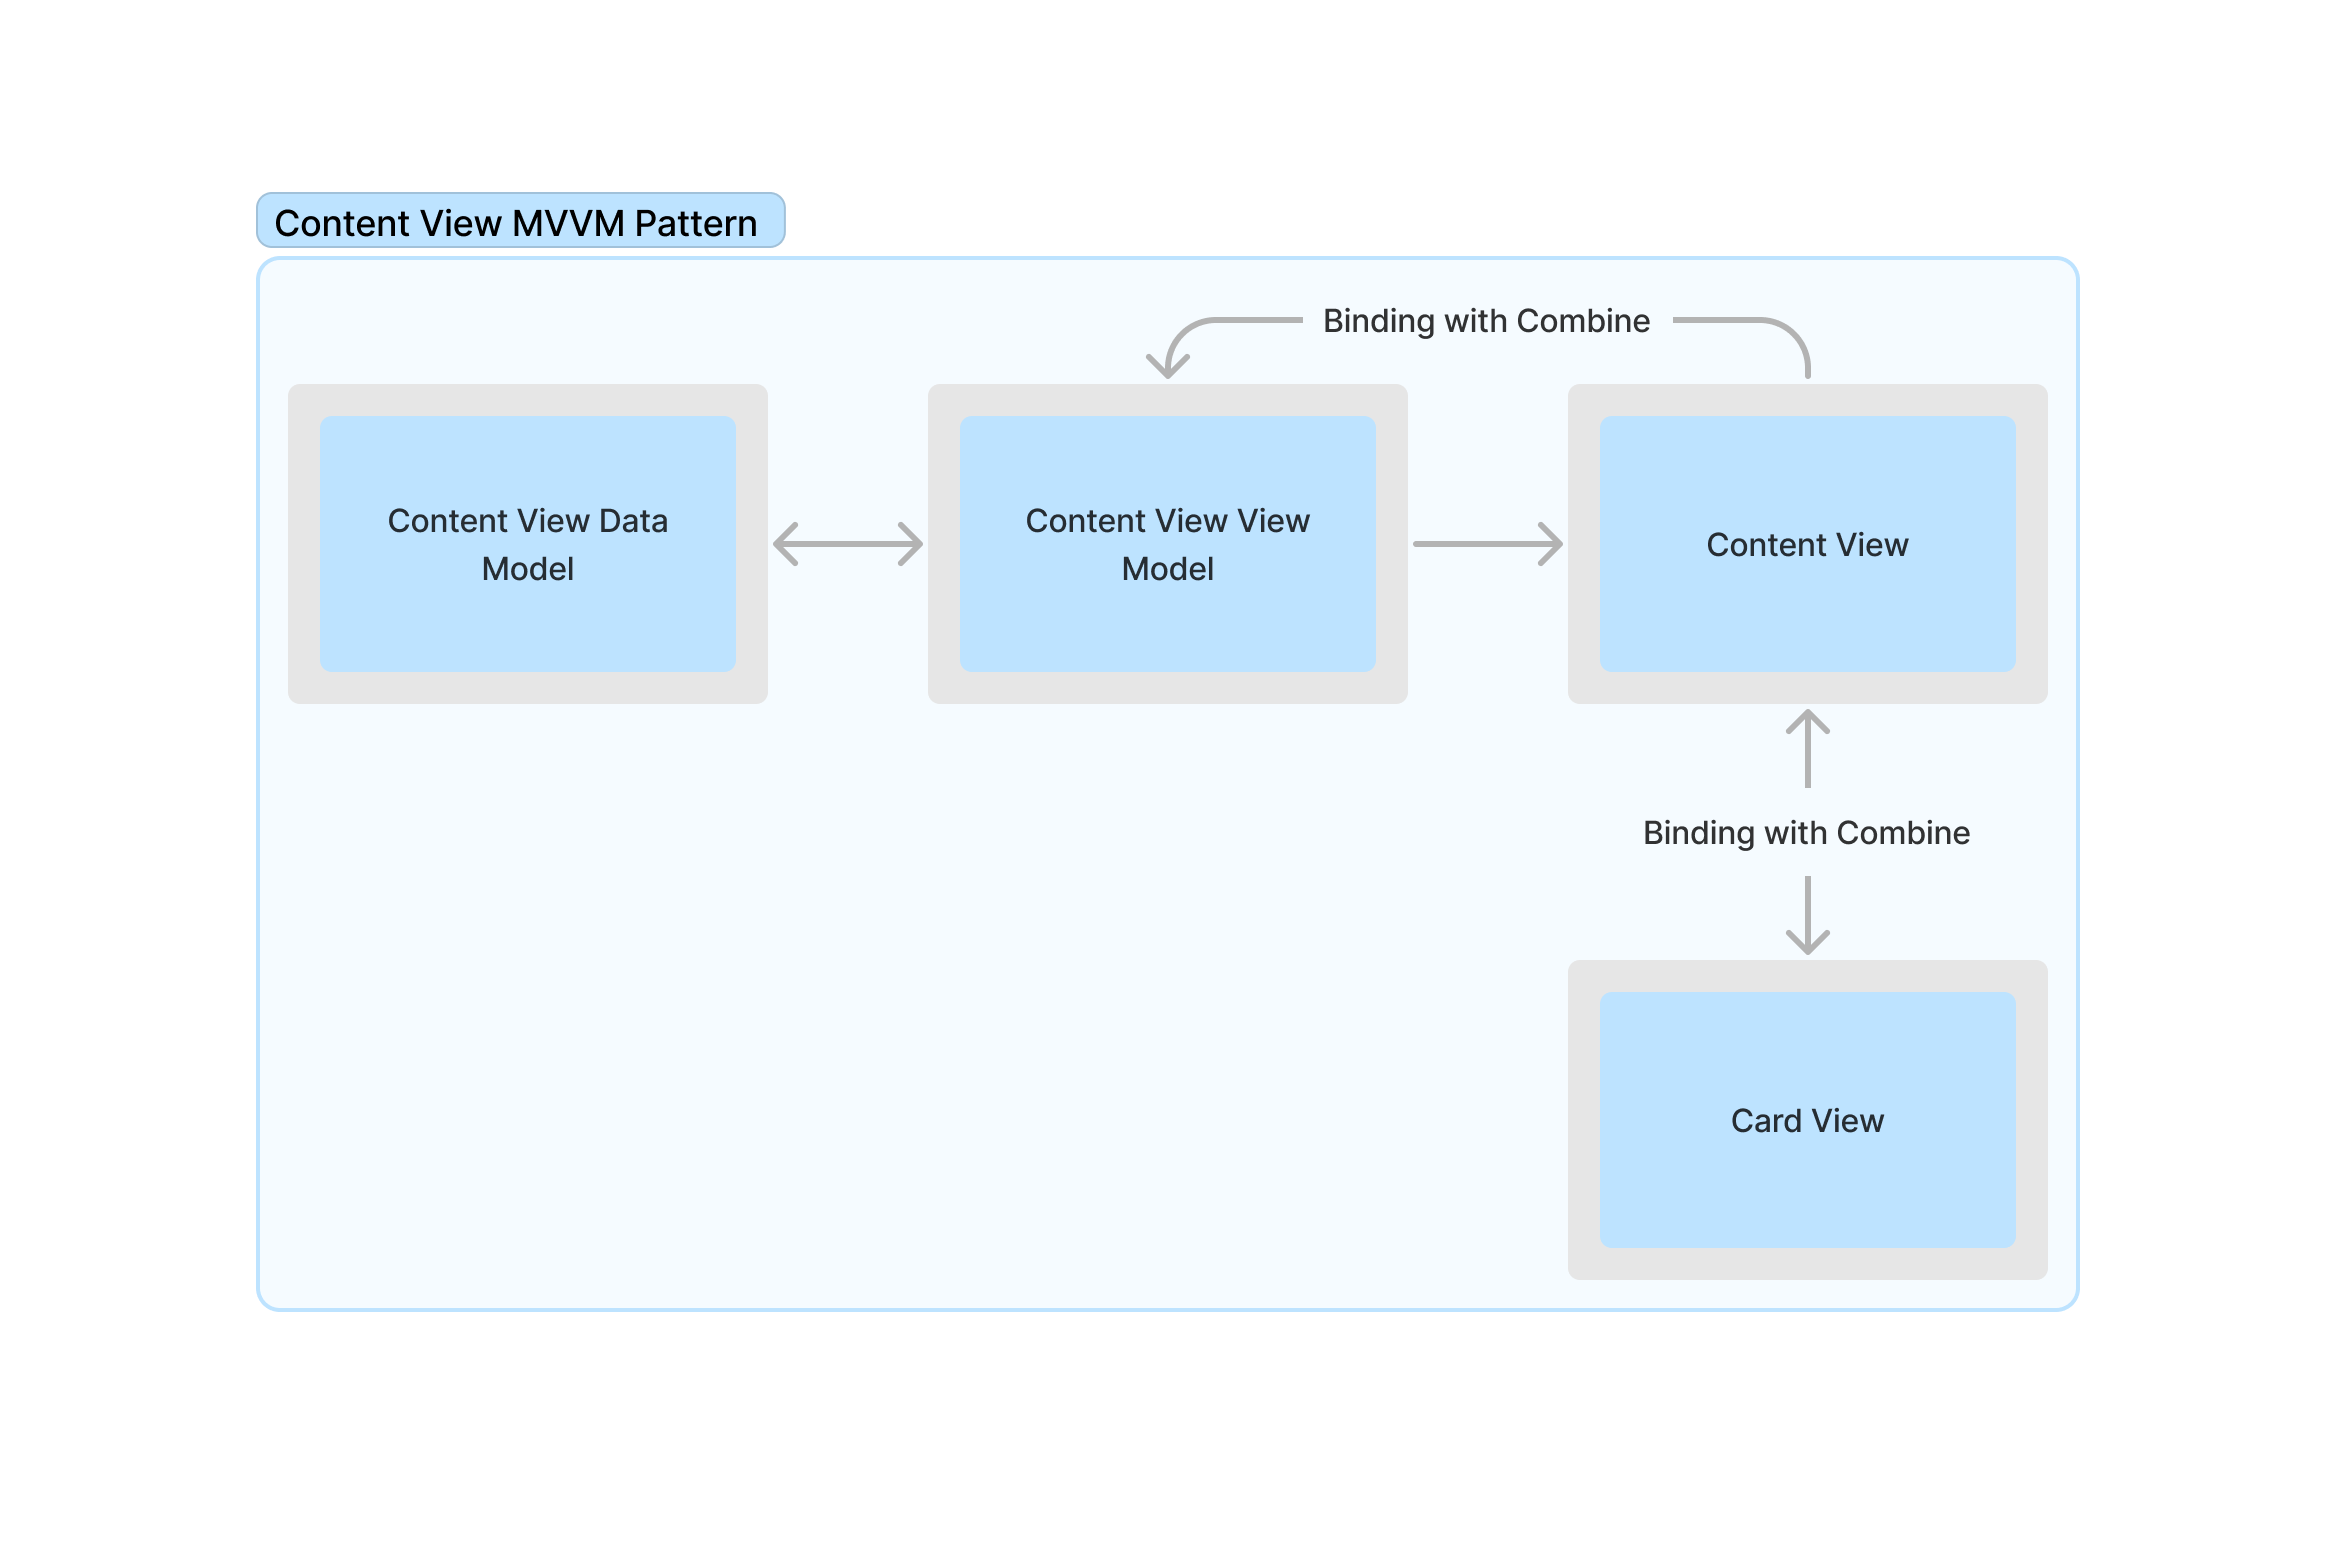 Content View MVVM Pattern
Binding with Combine
Content View Data
Model
Content View View
Model
Content View
Binding with Combine
Card View